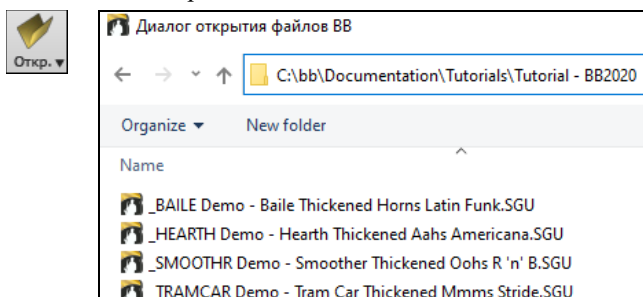 Откр.
Диалог открытия файлов BB
C:\bb\Documentation\Tutorials\Tutorial - BB2020
Organize New folder
Name
_BAILE Demo - Baile Thickened Horns Latin Funk.SGU
_HEARTH Demo - Hearth Thickened Aahs Americana.SGU
_SMOOTHR Demo - Smoother Thickened Oohs R 'n' B.SGU
_TRAMCAR Demo - Tram Car Thickened Mmms Stride.SGU